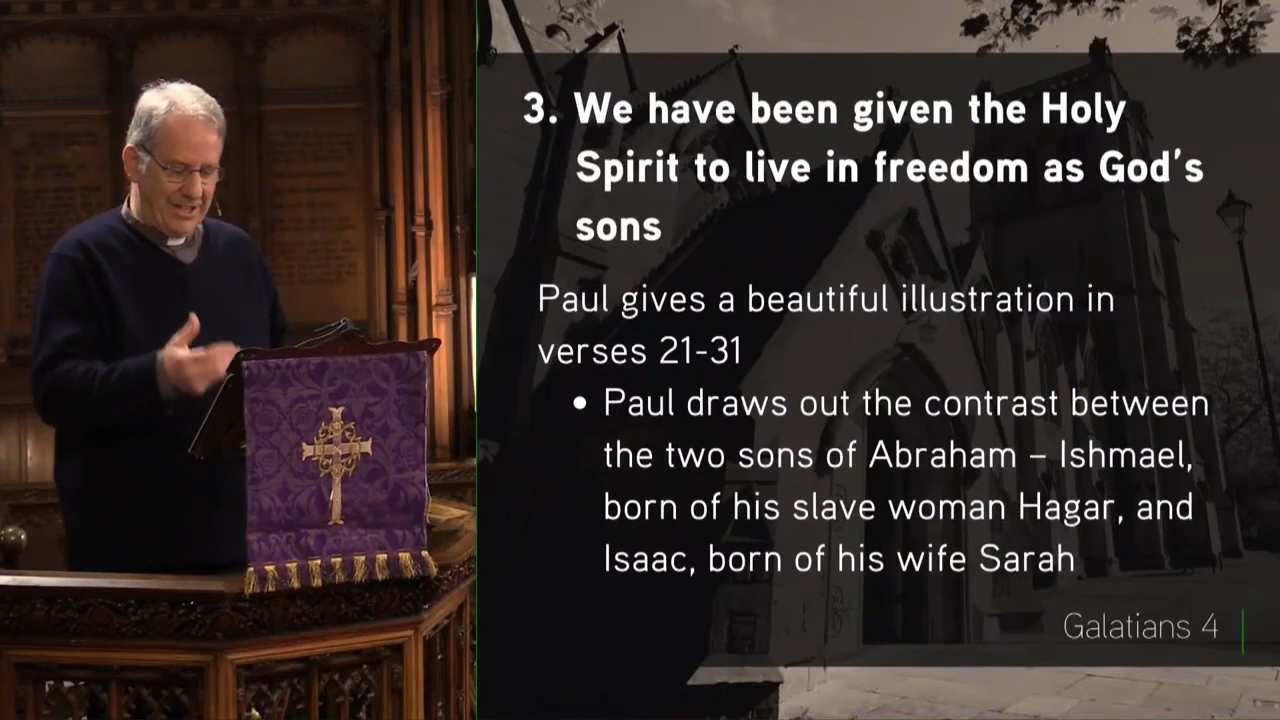 3. We have been given the Holy
Spirit to live in freedom as God's
sons
Paul gives a beautiful illustration in
verses 21-31
• Paul draws out the contrast between
the two sons of Abraham – Ishmael,
born of his slave woman Hagar, and
Isaac, born of his wife Sarah
Galatians 4